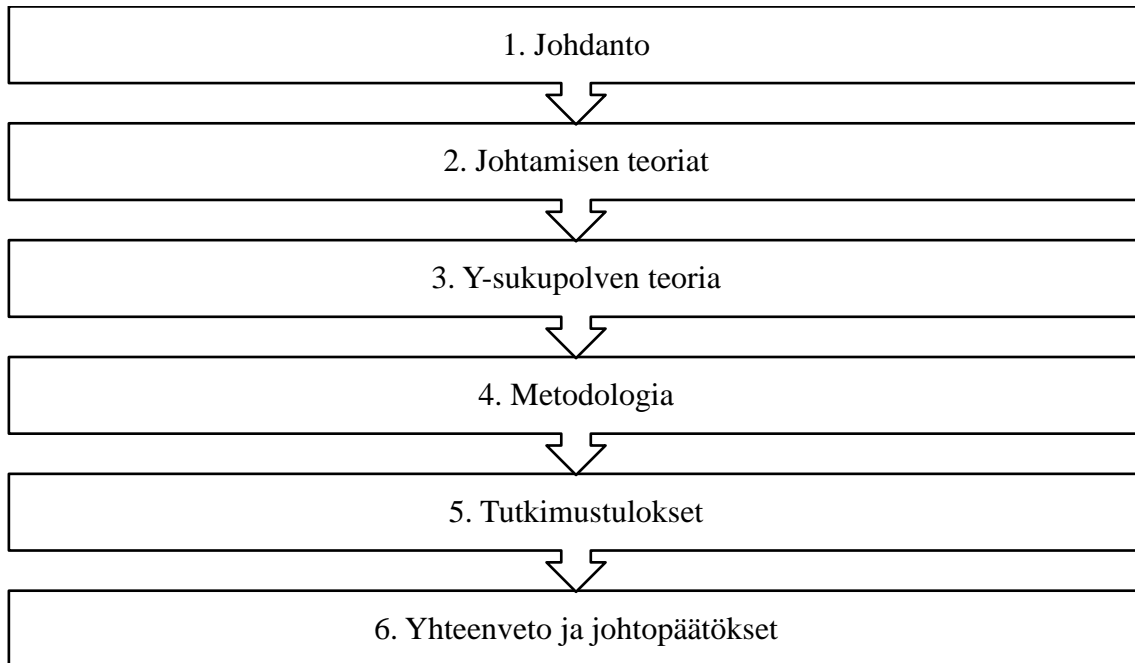 1. Johdanto
2. Johtamisen teoriat
3. Y-sukupolven teoria
4. Metodologia
5. Tutkimustulokset
6. Yhteenveto ja johtopäätökset